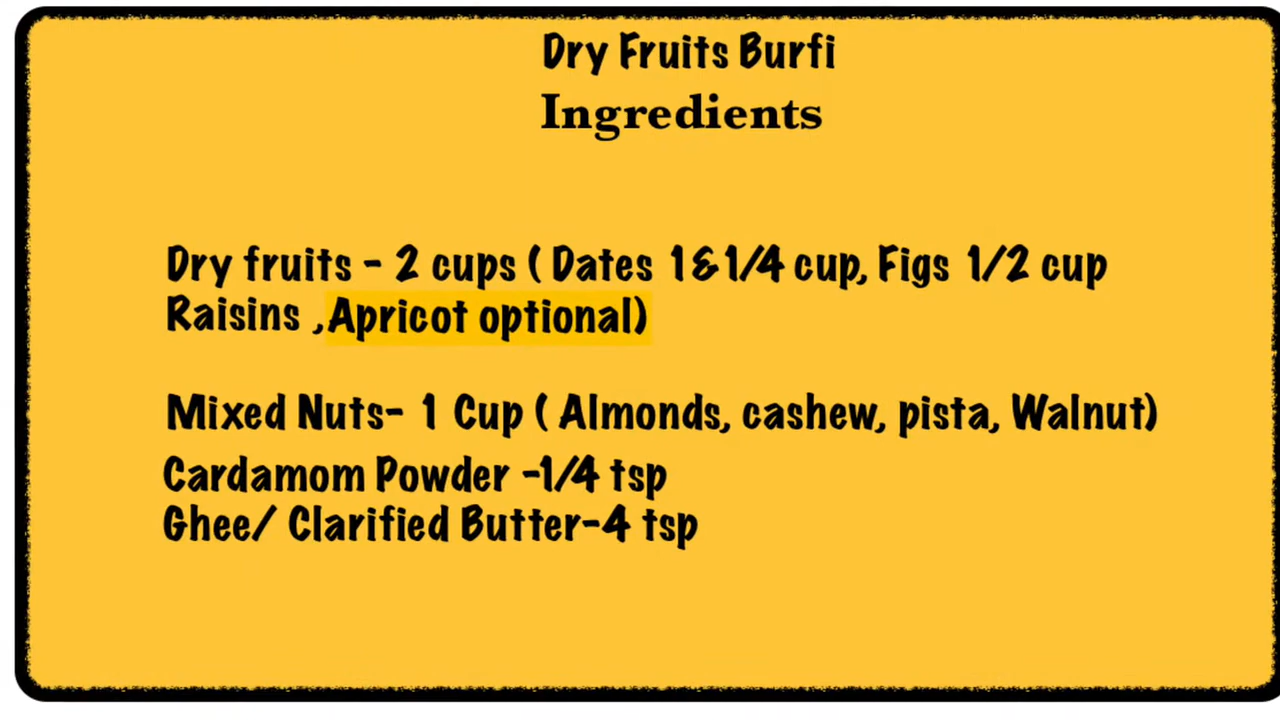 Dry Fruits Burfi
Ingredients
Dry fruits - 2 cups ( Dates 1&1/4 cup, Figs 1/2 cup
Raisins ,Apricot optional)
Mixed Nuts- 1 Cup ( Almonds, cashew, pista, Walnut)
Cardamom Powder -1/4 tsp
Ghee/ Clarified Butter-4 tsp